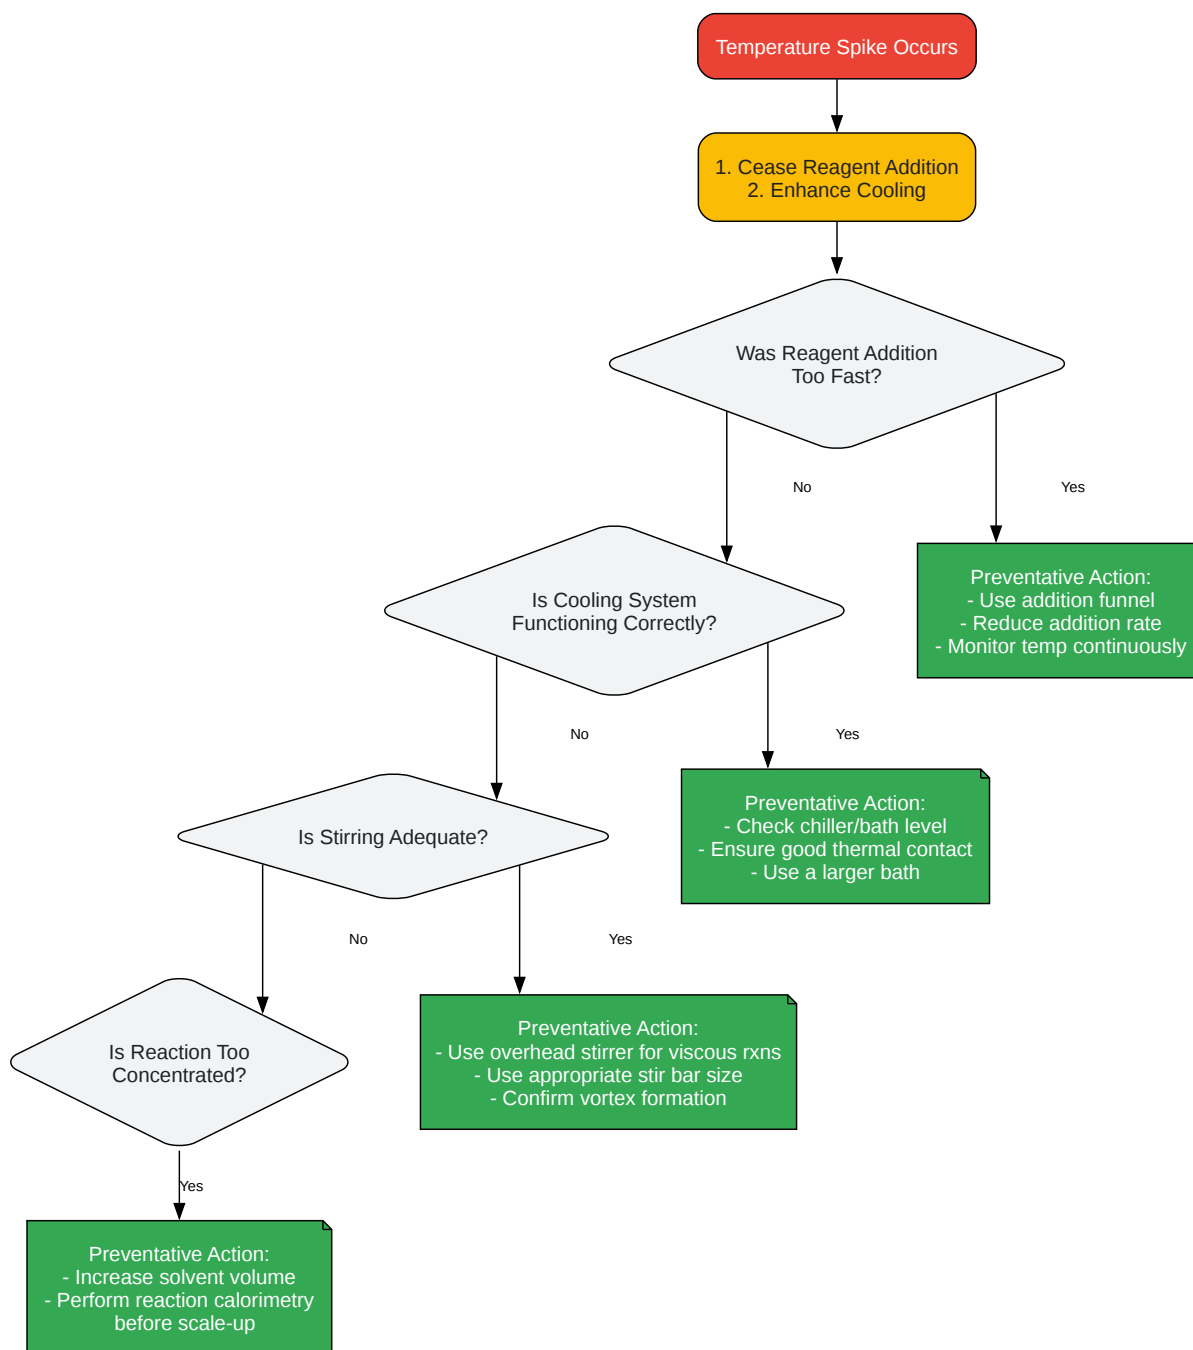 Temperature Spike Occurs
1. Cease Reagent Addition
2. Enhance Cooling
Was Reagent Addition
Too Fast?
No
Yes
Is Cooling System
Functioning Correctly?
Preventative Action:
- Use addition funnel
- Reduce addition rate
- Monitor temp continuously
No
Yes
Is Stirring Adequate?
Preventative Action:
- Check chiller/bath level
- Ensure good thermal contact
- Use a larger bath
No
Yes
Is Reaction Too
Concentrated?
Preventative Action:
- Use overhead stirrer for viscous rxns
- Use appropriate stir bar size
- Confirm vortex formation
Yes
Preventative Action:
- Increase solvent volume
- Perform reaction calorimetry
before scale-up